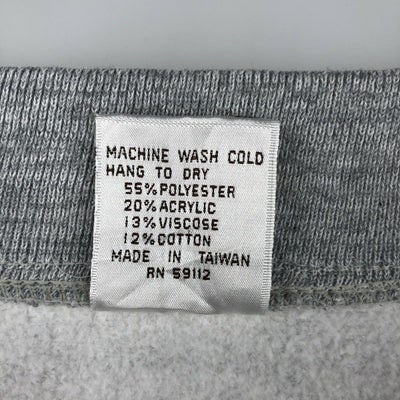 MACHINE WASH COLD
HANG TO DRY
55% POLYESTER
20% ACRYLIC
13% VISCOSE
12% COTTON
MADE IN TAIWAN
RN 59112